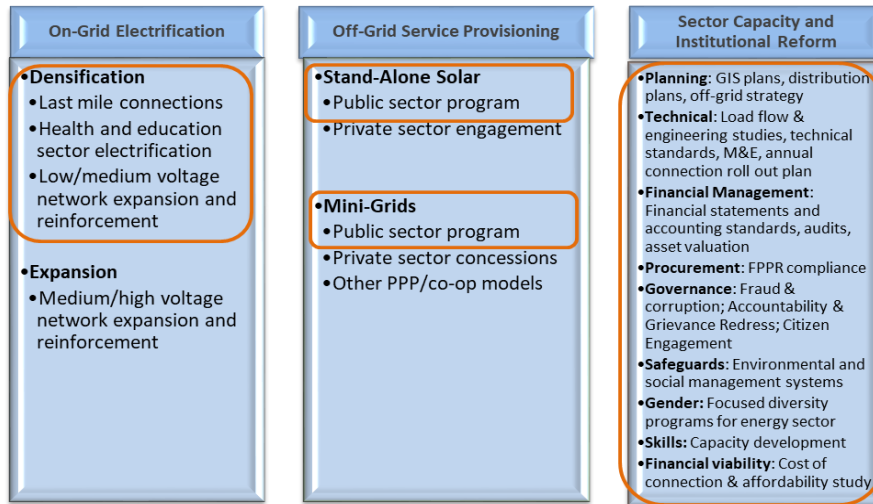 On-Grid Electrification
•Densification
•Last mile connections
•Health and education
sector electrification
•Low/medium voltage
network expansion and
reinforcement
•Expansion
•Medium/high voltage
network expansion and
reinforcement
Off-Grid Service Provisioning
•Stand-Alone Solar
•Public sector program
•Private sector engagement
•Mini-Grids
•Public sector program
•Private sector concessions
•Other PPP/co-op models
Sector Capacity and
Institutional Reform
•Planning: GIS plans, distribution
plans, off-grid strategy
•Technical: Load flow &
engineering studies, technical
standards, M&E, annual
connection roll out plan
•Financial Management:
Financial statements and
accounting standards, audits,
asset valuation
•Procurement: FPPR compliance
•Governance: Fraud &
corruption; Accountability &
Grievance Redress; Citizen
Engagement
•Safeguards: Environmental and
social management systems
•Gender: Focused diversity
programs for energy sector
•Skills: Capacity development
•Financial viability: Cost of
connection & affordability study